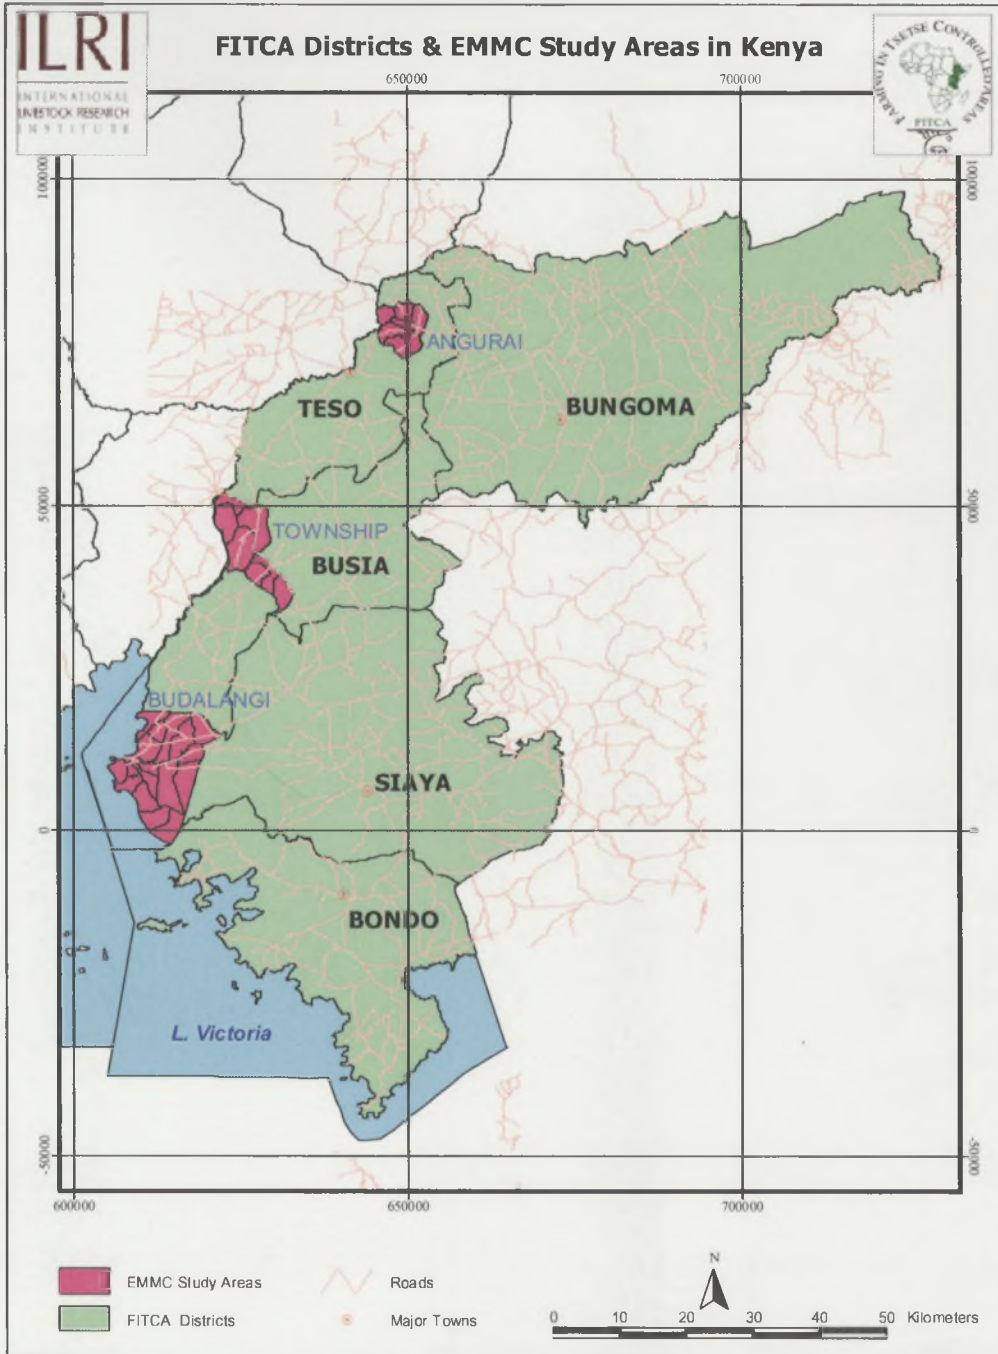 ILRI
INTERNATIONAL
LIVESTOCK RESEARCH
INSTITUTE
FITCA Districts & EMMC Study Areas in Kenya
FARMING IN TSETSE CONTROLLED AREAS
FITCA
650000
700000
100000
100000
ANGURAI
TESO
BUNGOMA
50000
50000
TOWNSHIP
BUSIA
BUDALANGI
SIAYA
0
0
BONDO
L. Victoria
-50000
-50000
600000
650000
700000
EMMC Study Areas
Roads
FITCA Districts
Major Towns
N
0 10 20 30 40 50 Kilometers